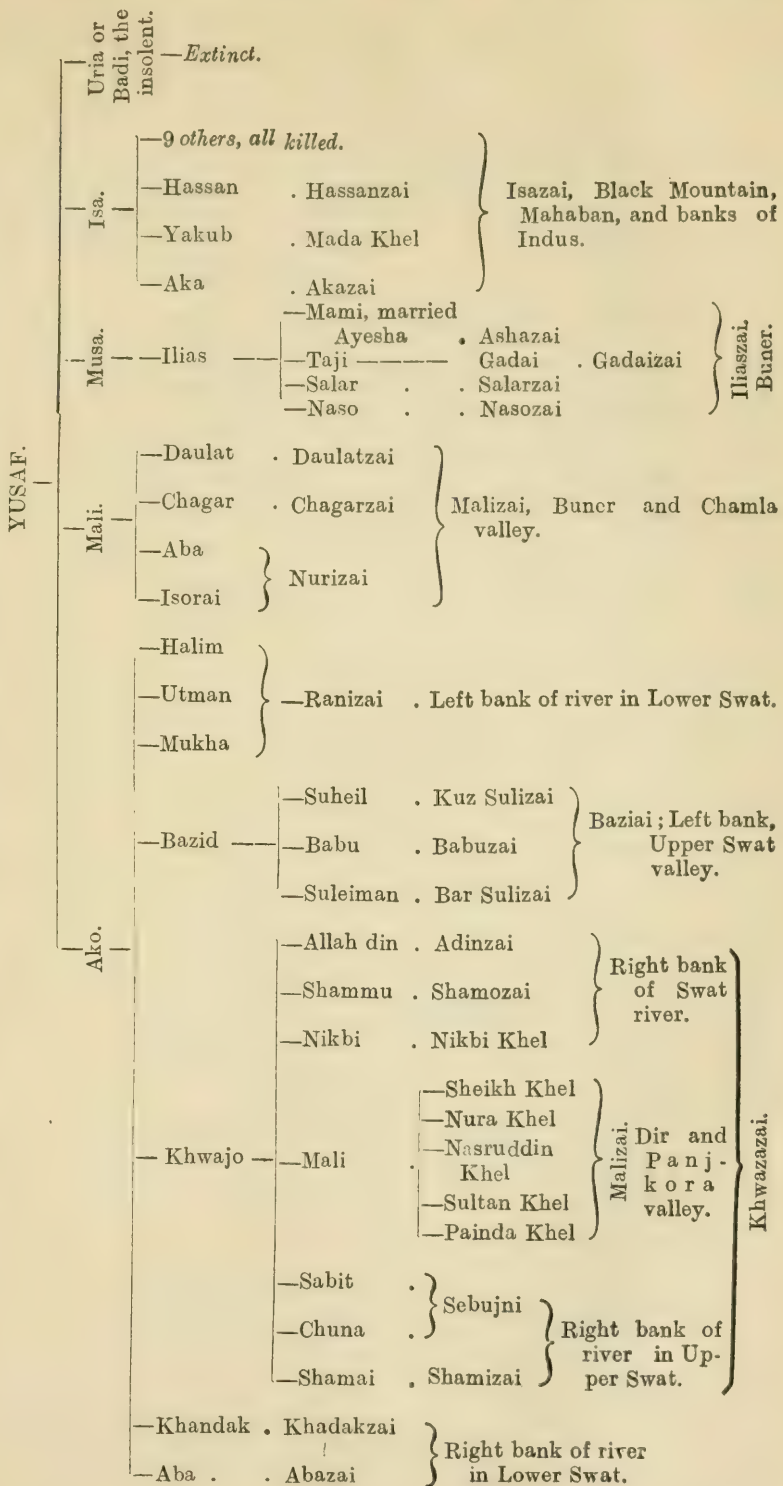 YUSAF.
Uria or
Badi, the
insolent.
—Extinct.
Isa.
—9 others, all killed.
—Hassan . Hassanzai
—Yakub . Mada Khel
—Aka . Akazai
Isazai, Black Mountain,
Mahaban, and banks of
Indus.
Musa.
—Ilias
—Mami, married
Ayesha . Ashazai
—Taji ——— Gadai . Gadaizai
—Salar . . Salarzai
—Naso . . Nasozai
Iliaszai,
Buner.
Mali.
—Daulat . Daulatzai
—Chagar . Chagarzai
—Aba
—Isorai
Nurizai
Malizai, Buner and Chamla
valley.
Ako.
—Halim
—Utman
—Mukha
—Ranizai . Left bank of river in Lower Swat.
—Bazid
—Suheil . Kuz Sulizai
—Babu . Babuzai
—Suleiman . Bar Sulizai
Baziai ; Left bank,
Upper Swat
valley.
— Khwajo
—Allah din . Adinzai
—Shammu . Shamozai
—Nikbi . Nikbi Khel
Right bank
of Swat
river.
—Mali .
—Sheikh Khel
—Nura Khel
—Nasruddin
Khel
—Sultan Khel
—Painda Khel
Malizai.
Dir and
Panj-
kora
valley.
—Sabit .
—Chuna .
Sebujni
—Shamai . Shamizai
Right bank of
river in Up-
per Swat.
Khwazazai.
—Khandak . Khadakzai
—Aba . . Abazai
Right bank of river
in Lower Swat.